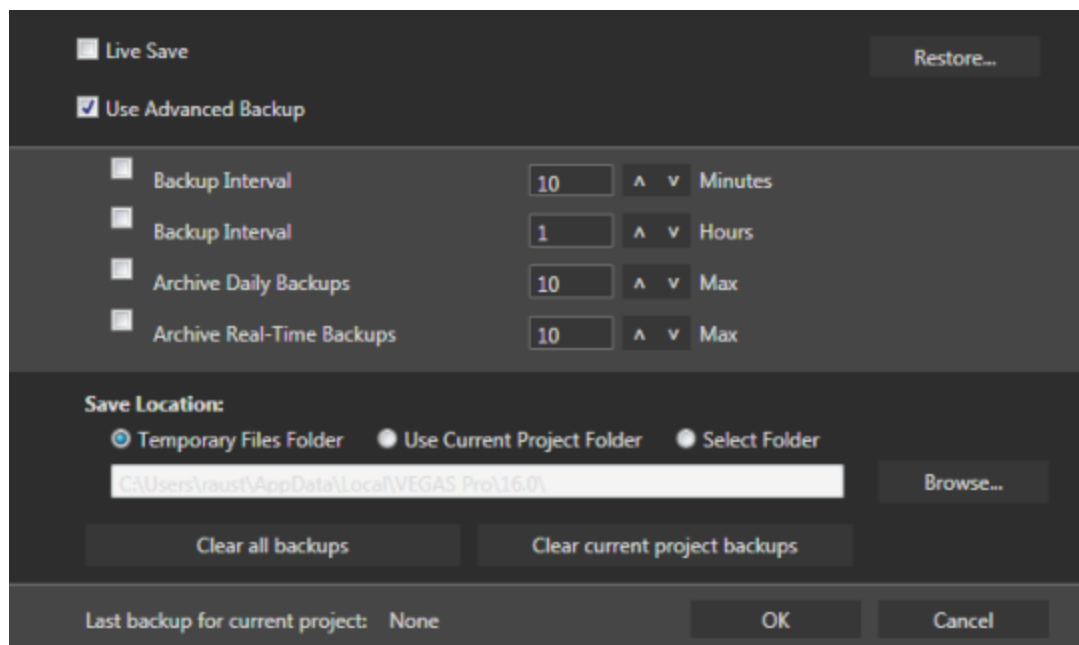 Live Save
Restore...
Use Advanced Backup
Backup Interval 10 Minutes
Backup Interval 1 Hours
Archive Daily Backups 10 Max
Archive Real-Time Backups 10 Max
Save Location:
Temporary Files Folder Use Current Project Folder Select Folder
C:\Users\raust\AppData\Local\VEGAS Pro\16.0\ Browse...
Clear all backups Clear current project backups
Last backup for current project: None OK Cancel